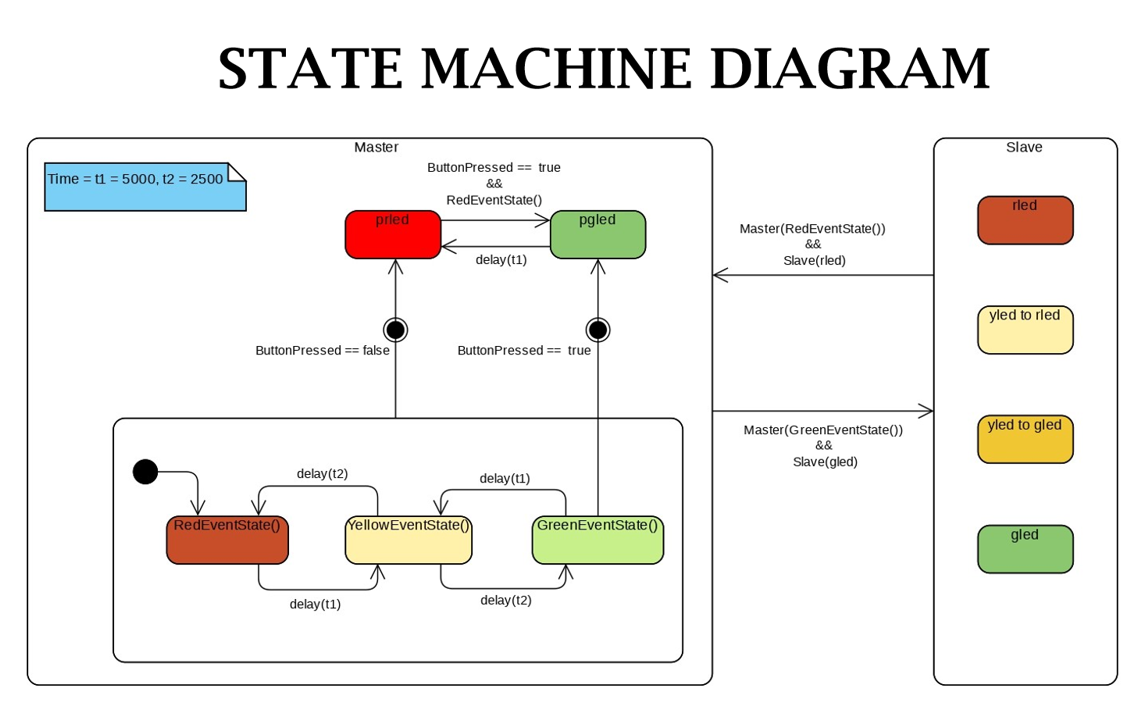 STATE MACHINE DIAGRAM
Master
Time = t1 = 5000, t2 = 2500
ButtonPressed == true
&&
RedEventState()
prled
pgled
delay(t1)
ButtonPressed == false
ButtonPressed == true
delay(t2)
delay(t1)
RedEventState()
YellowEventState()
GreenEventState()
delay(t1)
delay(t2)
Master(RedEventState())
&&
Slave(rled)
Master(GreenEventState())
&&
Slave(gled)
Slave
rled
yled to rled
yled to gled
gled